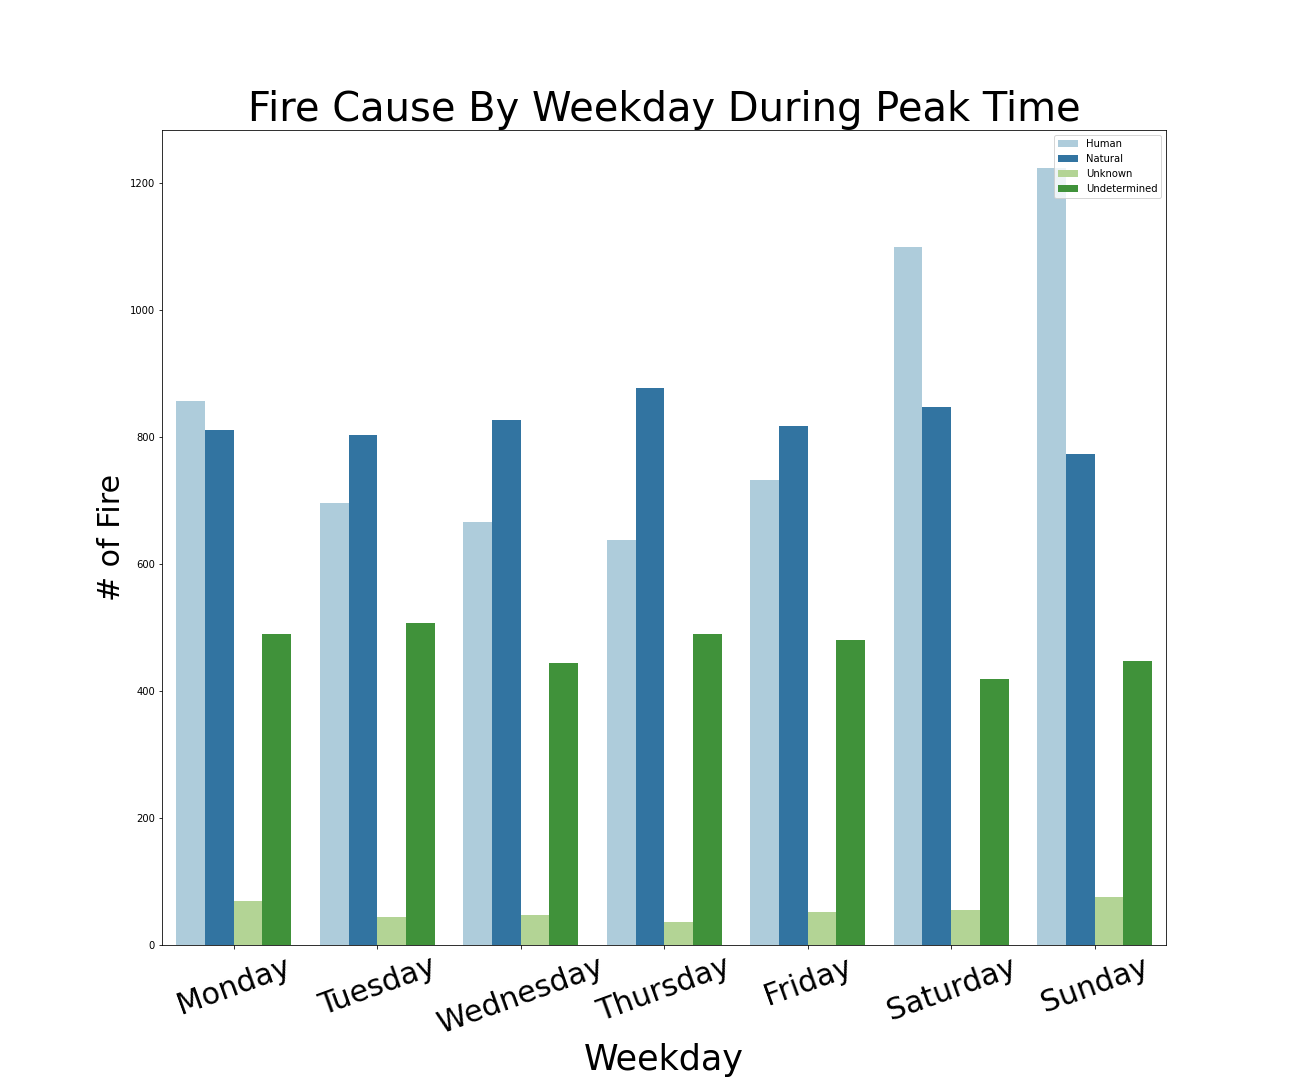 Fire Cause By Weekday During Peak Time
Human
Natural
Unknown
Undetermined
1200
1000
800
600
400
200
0
# of Fire
Monday Tuesday Wednesday Thursday Friday Saturday Sunday
Weekday